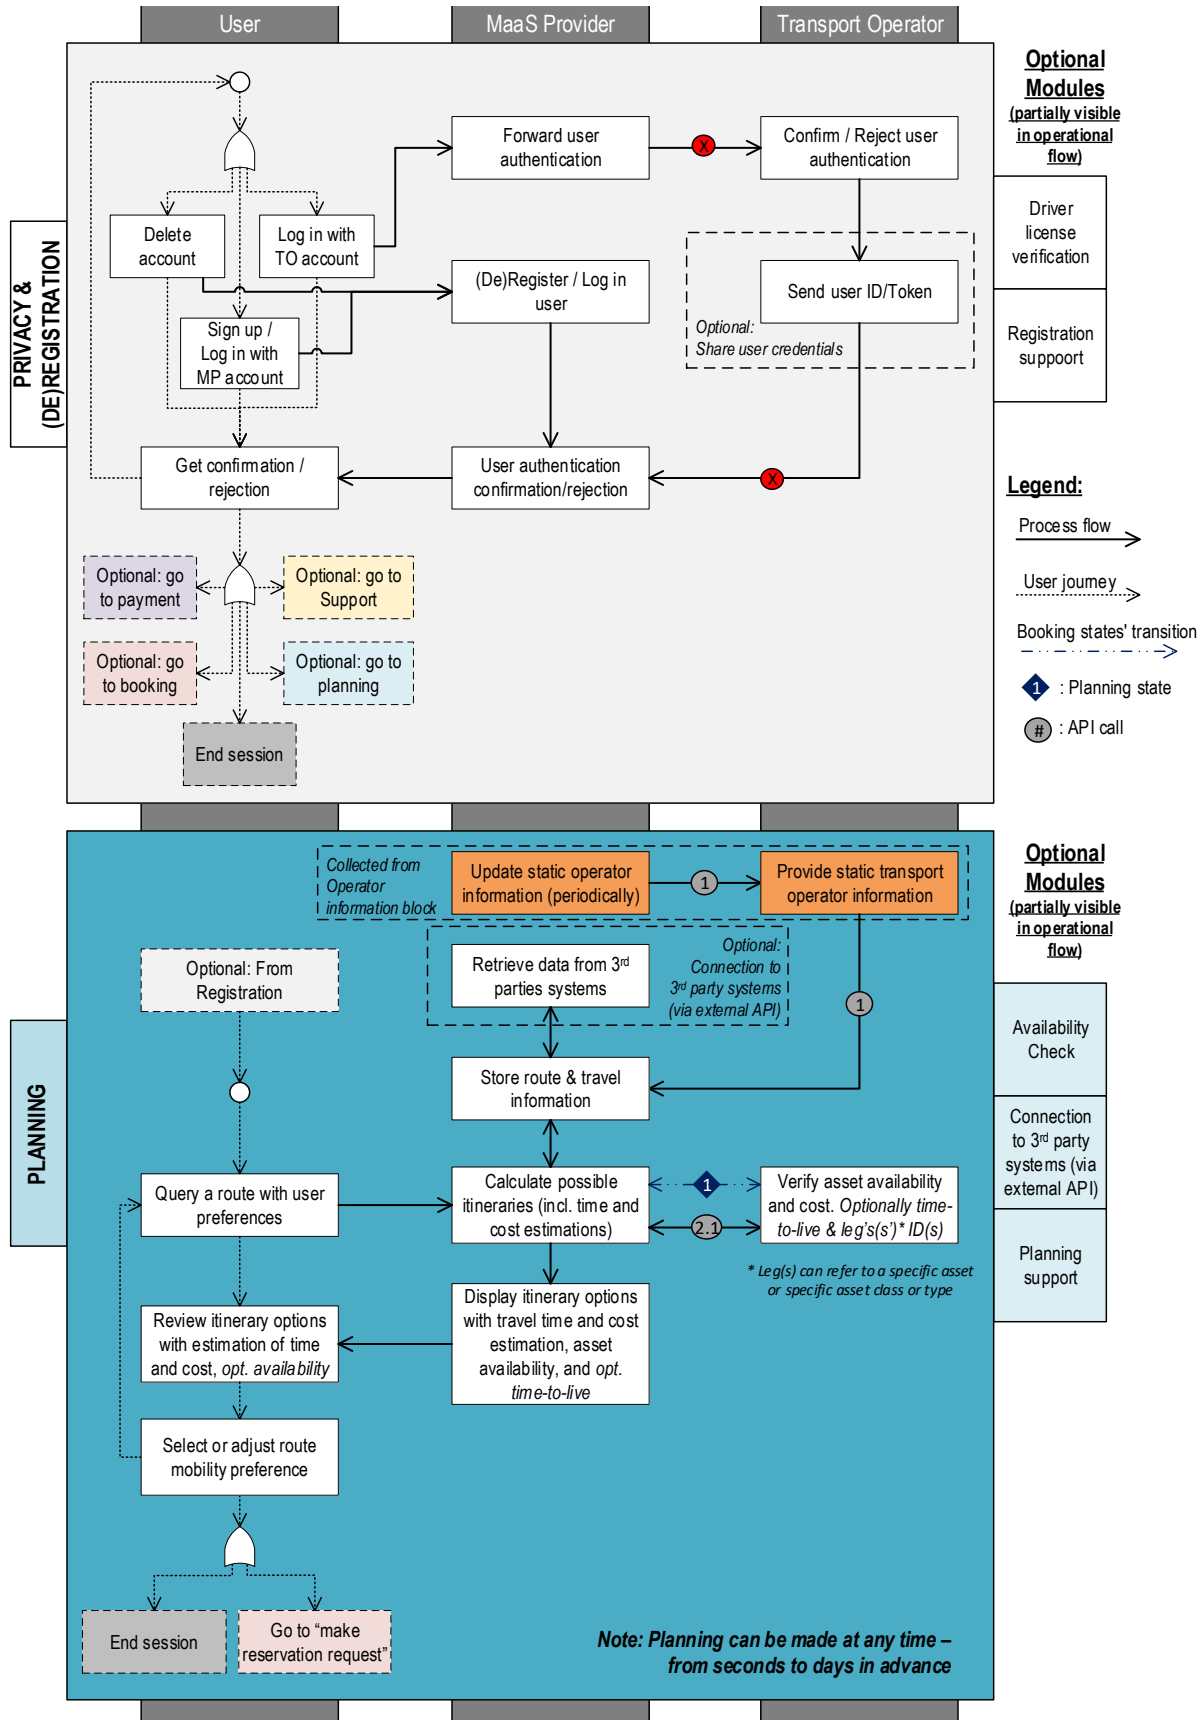 User
MaaS Provider
Transport Operator
PRIVACY &
(DE)REGISTRATION
Forward user
authentication
X
Confirm / Reject user
authentication
Delete
account
Log in with
TO account
(De)Register / Log in
user
Send user ID/Token
Optional:
Share user credentials
Sign up /
Log in with
MP account
Get confirmation /
rejection
User authentication
confirmation/rejection
X
Optional: go
to payment
Optional: go to
Support
Optional: go
to booking
Optional: go to
planning
End session
Optional
Modules
(partially visible
in operational
flow)
Driver
license
verification
Registration
suppoort
Legend:
Process flow
User journey
Booking states' transition
1 : Planning state
# : API call
PLANNING
Collected from
Operator
information block
Update static operator
information (periodically)
1
Provide static transport
operator information
Optional: From
Registration
Retrieve data from 3rd
parties systems
Optional:
Connection to
3rd party systems
(via external API)
1
Store route & travel
information
Query a route with user
preferences
Calculate possible
itineraries (incl. time and
cost estimations)
1
2.1
Verify asset availability
and cost. Optionally time-
to-live & leg's(s')* ID(s)
* Leg(s) can refer to a specific asset
or specific asset class or type
Review itinerary options
with estimation of time
and cost, opt. availability
Display itinerary options
with travel time and cost
estimation, asset
availability, and opt.
time-to-live
Select or adjust route
mobility preference
End session
Go to “make
reservation request”
Note: Planning can be made at any time –
from seconds to days in advance
Optional
Modules
(partially visible
in operational
flow)
Availability
Check
Connection
to 3rd party
systems (via
external API)
Planning
support